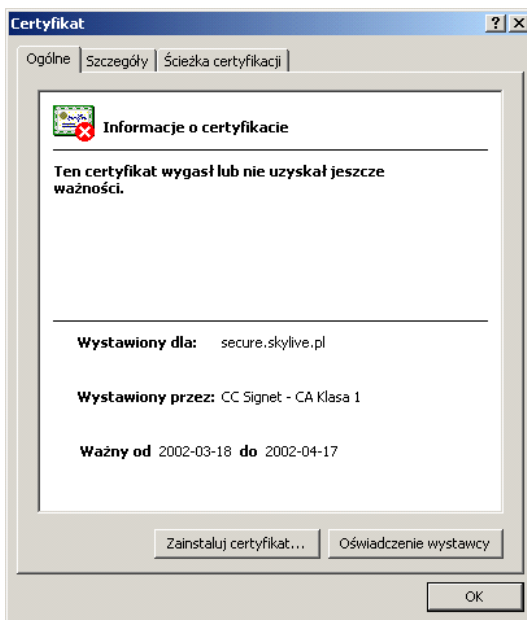 Certyfikat
Ogólne Szczegóły Ścieżka certyfikacji
Informacje o certyfikacie
Ten certyfikat wygasł lub nie uzyskał jeszcze
ważności.
Wystawiony dla: secure.skylive.pl
Wystawiony przez: CC Signet - CA Klasa 1
Ważny od 2002-03-18 do 2002-04-17
Zainstaluj certyfikat... Oświadczenie wystawcy
OK